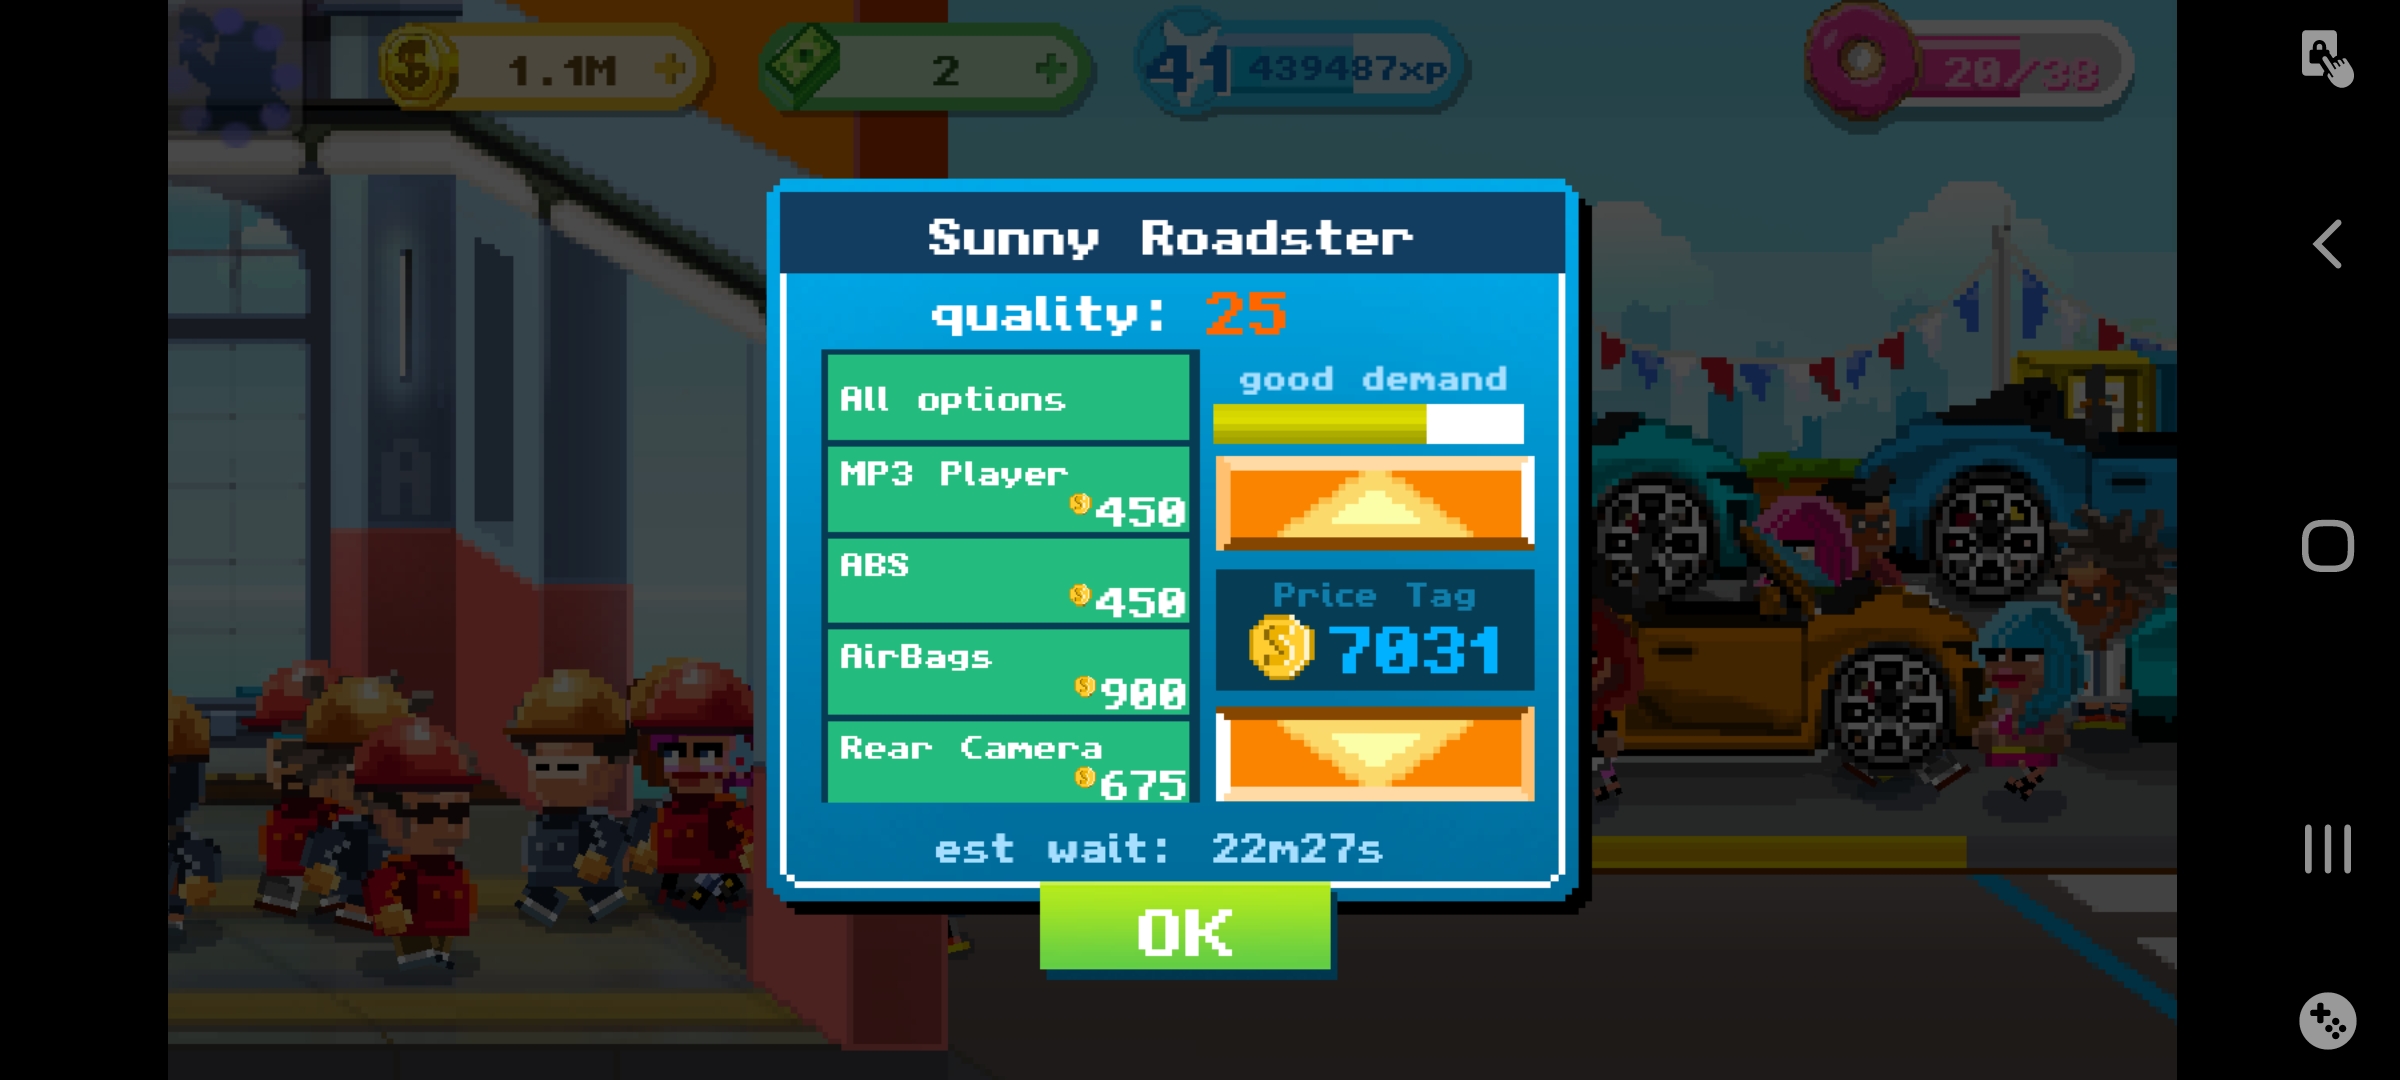 1.1M
2
41 439487xp
20/38
Sunny Roadster
quality: 25
All options
good demand
MP3 Player
450
ABS
450
AirBags
900
Rear Camera
675
Price Tag
7031
est wait: 22m27s
OK
A